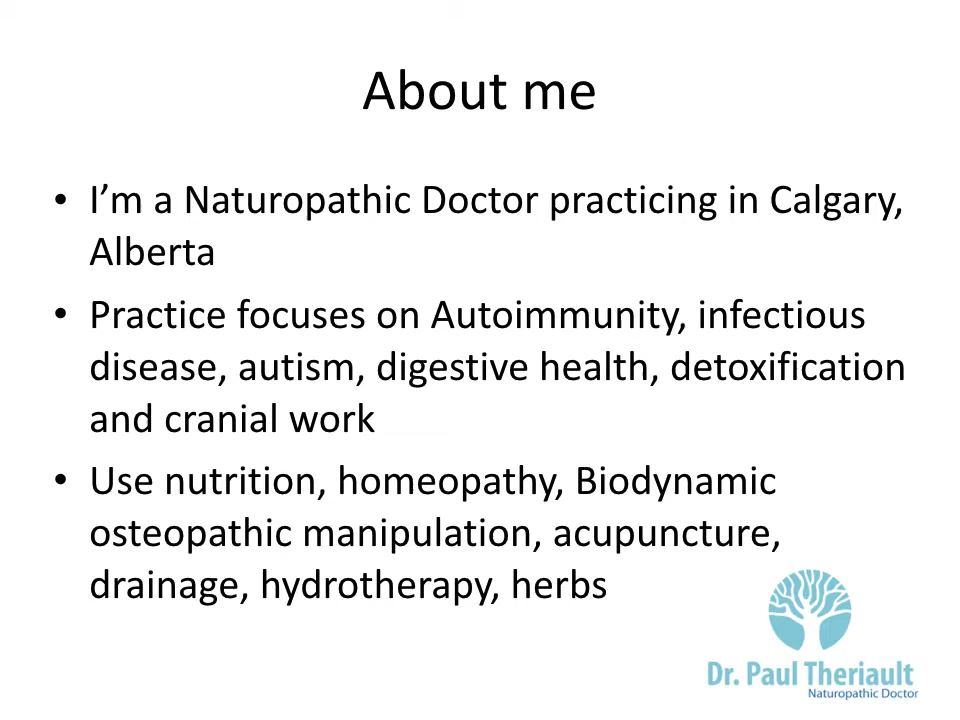 About me
• I’m a Naturopathic Doctor practicing in Calgary,
Alberta
• Practice focuses on Autoimmunity, infectious
disease, autism, digestive health, detoxification
and cranial work
• Use nutrition, homeopathy, Biodynamic
osteopathic manipulation, acupuncture,
drainage, hydrotherapy, herbs
Dr. Paul Theriault
Naturopathic Doctor